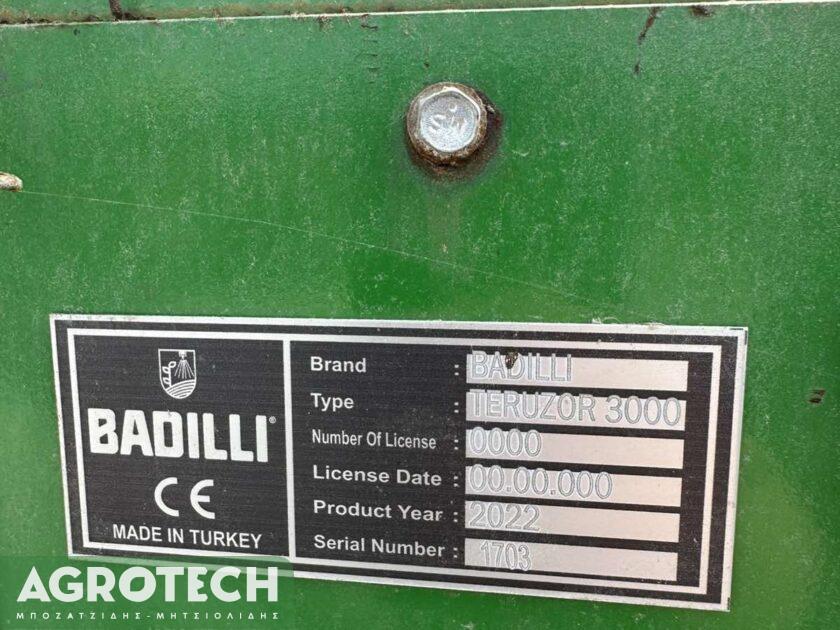 SW
BADILLI®
CE
MADE IN TURKEY
Brand : BADILLI
Type : TERUZOR 3000
Number Of License : 0000
License Date : 00.00.000
Product Year : 2022
Serial Number : 1703
AGROTECH
ΜΠΟΖΑΤΖΙΔΗΣ-ΜΗΤΣΙΟΛΙΔΗΣ